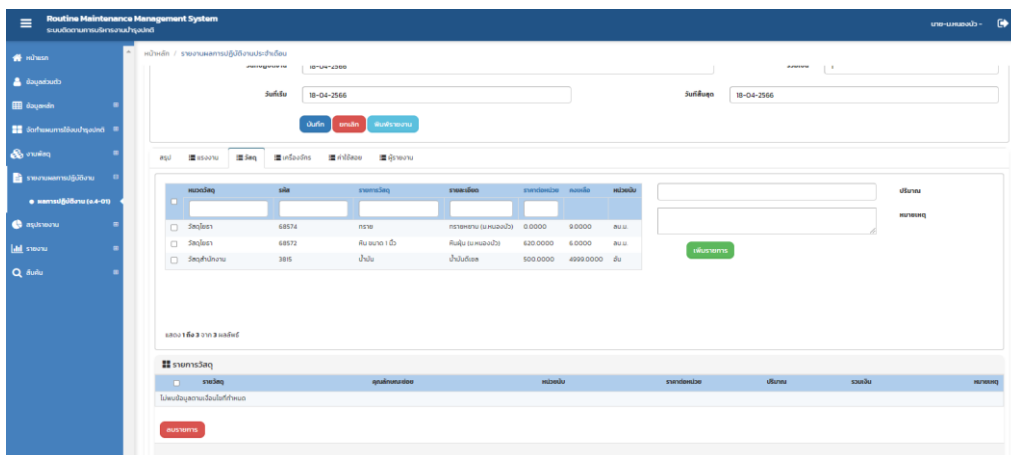 Routine Maintenance Management System
ระบบติดตามการบริหารงานบำรุงปกติ
นาย-น.หนองบัว -
หน้าแรก
ข้อมูลส่วนตัว
ข้อมูลหลัก
จัดทำแผนการใช้งบบำรุงปกติ
งานพัสดุ
รายงานผลการปฏิบัติงาน
ผลการปฏิบัติงาน (ง.4-01)
สรุปรายงาน
รายงาน
สืบค้น
หน้าหลัก / รายงานผลการปฏิบัติงานประจำเดือน
18-04-2566 1
วันที่เริ่ม 18-04-2566 วันที่สิ้นสุด 18-04-2566
บันทึก ยกเลิก พิมพ์รายงาน
สรุป แรงงาน วัสดุ เครื่องจักร ค่าใช้สอย ผู้รายงาน
หมวดวัสดุ รหัส รายการวัสดุ รายละเอียด ราคาต่อหน่วย คงเหลือ หน่วยนับ
วัสดุโยธา 68574 ทราย ทรายหยาบ (น.หนองบัว) 0.0000 9.0000 ลบ.ม.
วัสดุโยธา 68572 หิน ขนาด 1 นิ้ว หินฝุ่น (น.หนองบัว) 620.0000 6.0000 ลบ.ม.
วัสดุสำนักงาน 3815 น้ำมัน น้ำมันดีเซล 500.0000 4999.0000 อัน
ปริมาณ
หมายเหตุ
เพิ่มรายการ
แสดง 1 ถึง 3 จาก 3 ผลลัพธ์
รายการวัสดุ
รายวัสดุ คุณลักษณะย่อย หน่วยนับ ราคาต่อหน่วย ปริมาณ รวมเงิน หมายเหตุ
ไม่พบข้อมูลตามเงื่อนไขที่กำหนด
ลบรายการ